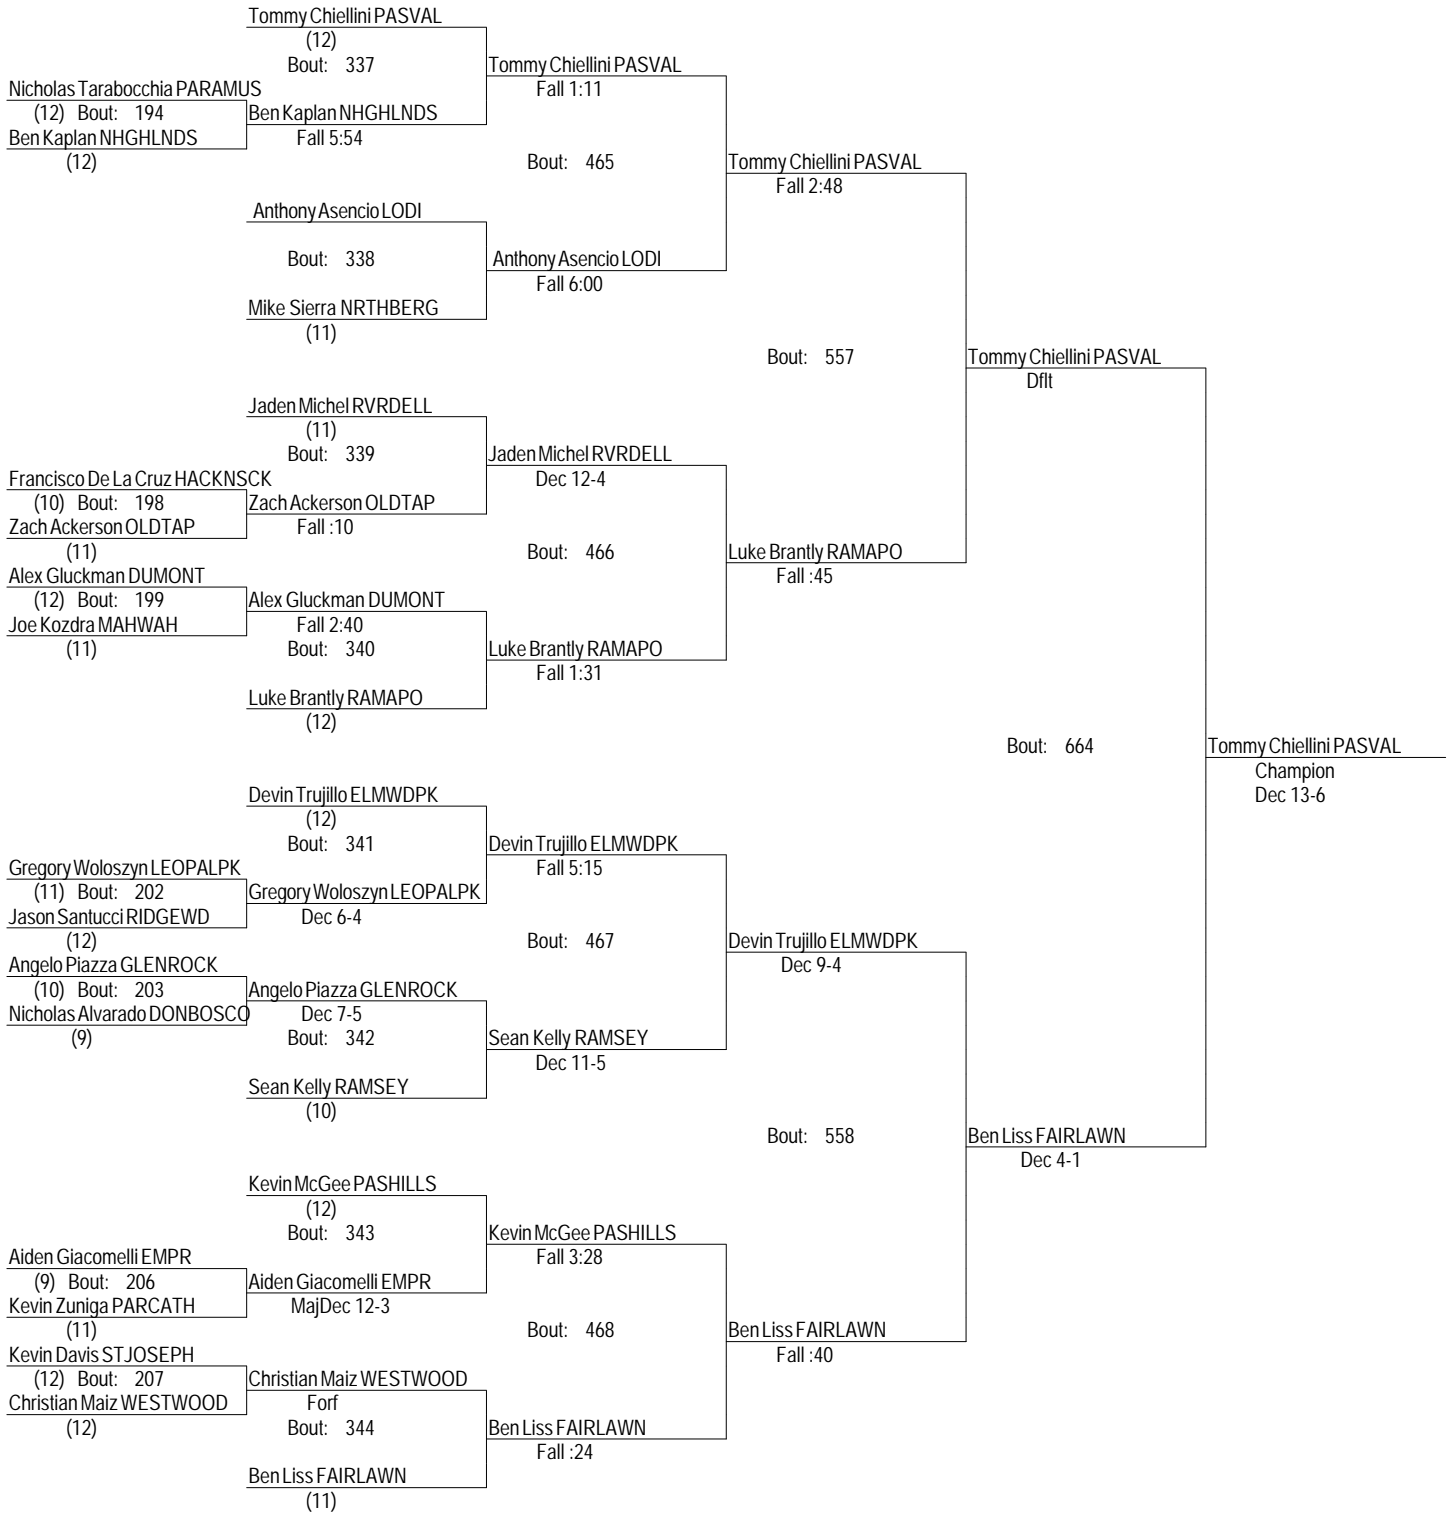 Tommy Chiellini PASVAL
(12)
Bout: 337
Tommy Chiellini PASVAL
Fall 1:11
Nicholas Tarabocchia PARAMUS
(12) Bout: 194
Ben Kaplan NHGHLNDS
Ben Kaplan NHGHLNDS
Fall 5:54
(12)
Bout: 465
Tommy Chiellini PASVAL
Fall 2:48
Anthony Asencio LODI
Bout: 338
Anthony Asencio LODI
Fall 6:00
Mike Sierra NRTHBERG
(11)
Bout: 557
Tommy Chiellini PASVAL
Dflt
Jaden Michel RVRDELL
(11)
Bout: 339
Jaden Michel RVRDELL
Dec 12-4
Francisco De La Cruz HACKNSCK
(10) Bout: 198
Zach Ackerson OLDTAP
Zach Ackerson OLDTAP
Fall :10
(11)
Bout: 466
Luke Brantly RAMAPO
Fall :45
Alex Gluckman DUMONT
(12) Bout: 199
Alex Gluckman DUMONT
Joe Kozdra MAHWAH
Fall 2:40
(11)
Bout: 340
Luke Brantly RAMAPO
Fall 1:31
Luke Brantly RAMAPO
(12)
Bout: 664
Tommy Chiellini PASVAL
Champion
Dec 13-6
Devin Trujillo ELMWDPK
(12)
Bout: 341
Devin Trujillo ELMWDPK
Fall 5:15
Gregory Woloszyn LEOPALPK
(11) Bout: 202
Gregory Woloszyn LEOPALPK
Jason Santucci RIDGEWD
Dec 6-4
(12)
Bout: 467
Devin Trujillo ELMWDPK
Dec 9-4
Angelo Piazza GLENROCK
(10) Bout: 203
Angelo Piazza GLENROCK
Nicholas Alvarado DONBOSCO
Dec 7-5
(9)
Bout: 342
Sean Kelly RAMSEY
Dec 11-5
Sean Kelly RAMSEY
(10)
Bout: 558
Ben Liss FAIRLAWN
Dec 4-1
Kevin McGee PASHILLS
(12)
Bout: 343
Kevin McGee PASHILLS
Fall 3:28
Aiden Giacomelli EMPR
(9) Bout: 206
Aiden Giacomelli EMPR
Kevin Zuniga PARCATH
MajDec 12-3
(11)
Bout: 468
Ben Liss FAIRLAWN
Fall :40
Kevin Davis STJOSEPH
(12) Bout: 207
Christian Maiz WESTWOOD
Christian Maiz WESTWOOD
Forf
(12)
Bout: 344
Ben Liss FAIRLAWN
Fall :24
Ben Liss FAIRLAWN
(11)